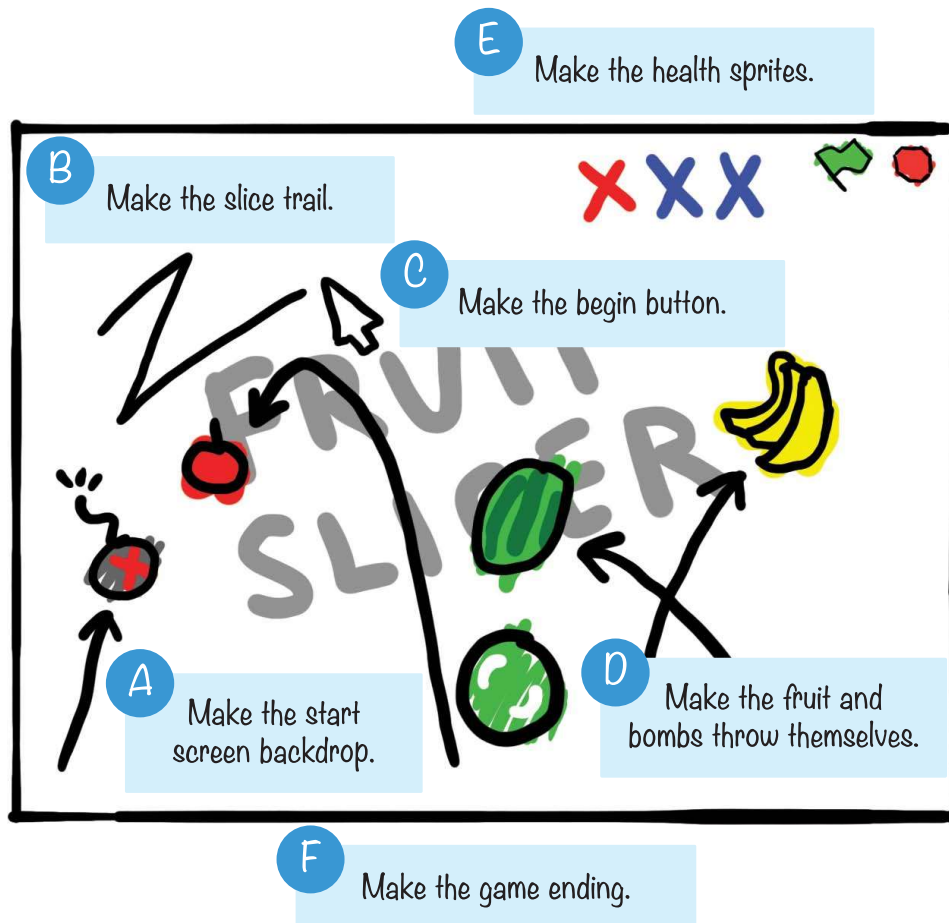 E
Make the health sprites.
B
Make the slice trail.
X X X
C
Make the begin button.
FRUIT
SLICER
A
Make the start
screen backdrop.
D
Make the fruit and
bombs throw themselves.
F
Make the game ending.